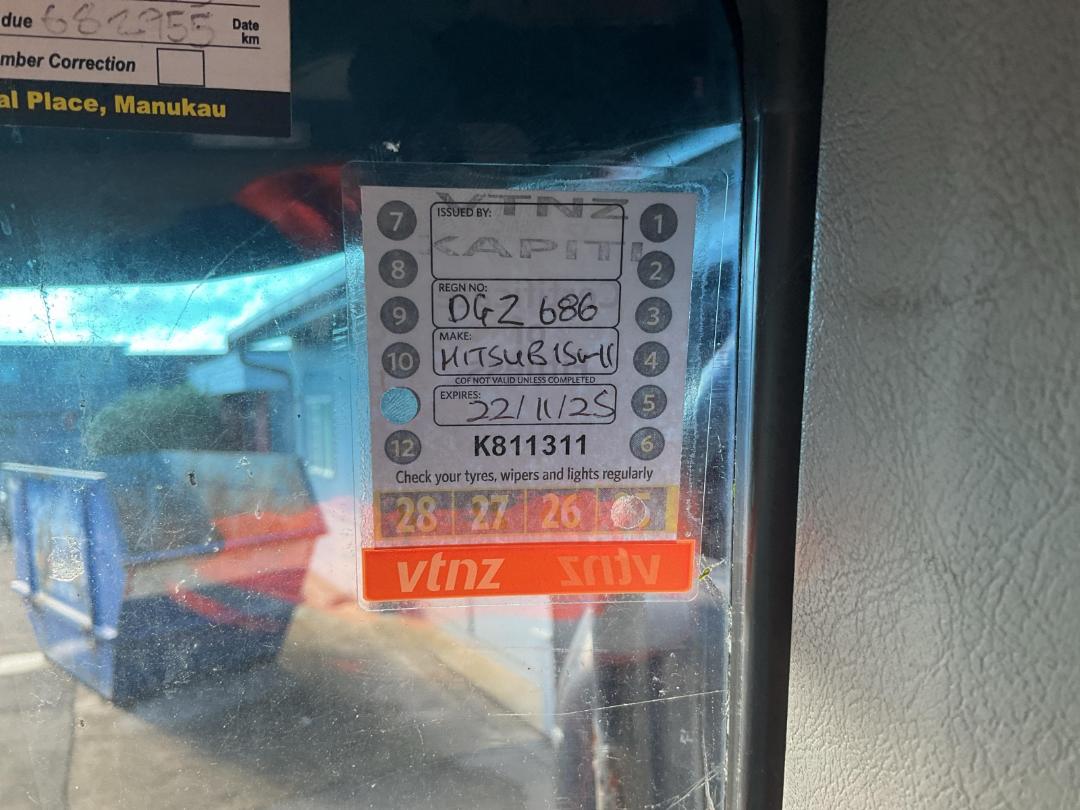 due 682955 Date
km
mber Correction
al Place, Manukau
VTNZ
KAPITI
ISSUED BY:
REGN NO:
DGZ 686
MAKE:
MITSUBISHI
COF NOT VALID UNLESS COMPLETED
EXPIRES:
22/11/25
K811311
7
8
9
10
12
1
2
3
4
5
6
Check your tyres, wipers and lights regularly
28 27 26 25
vtnz vtnz